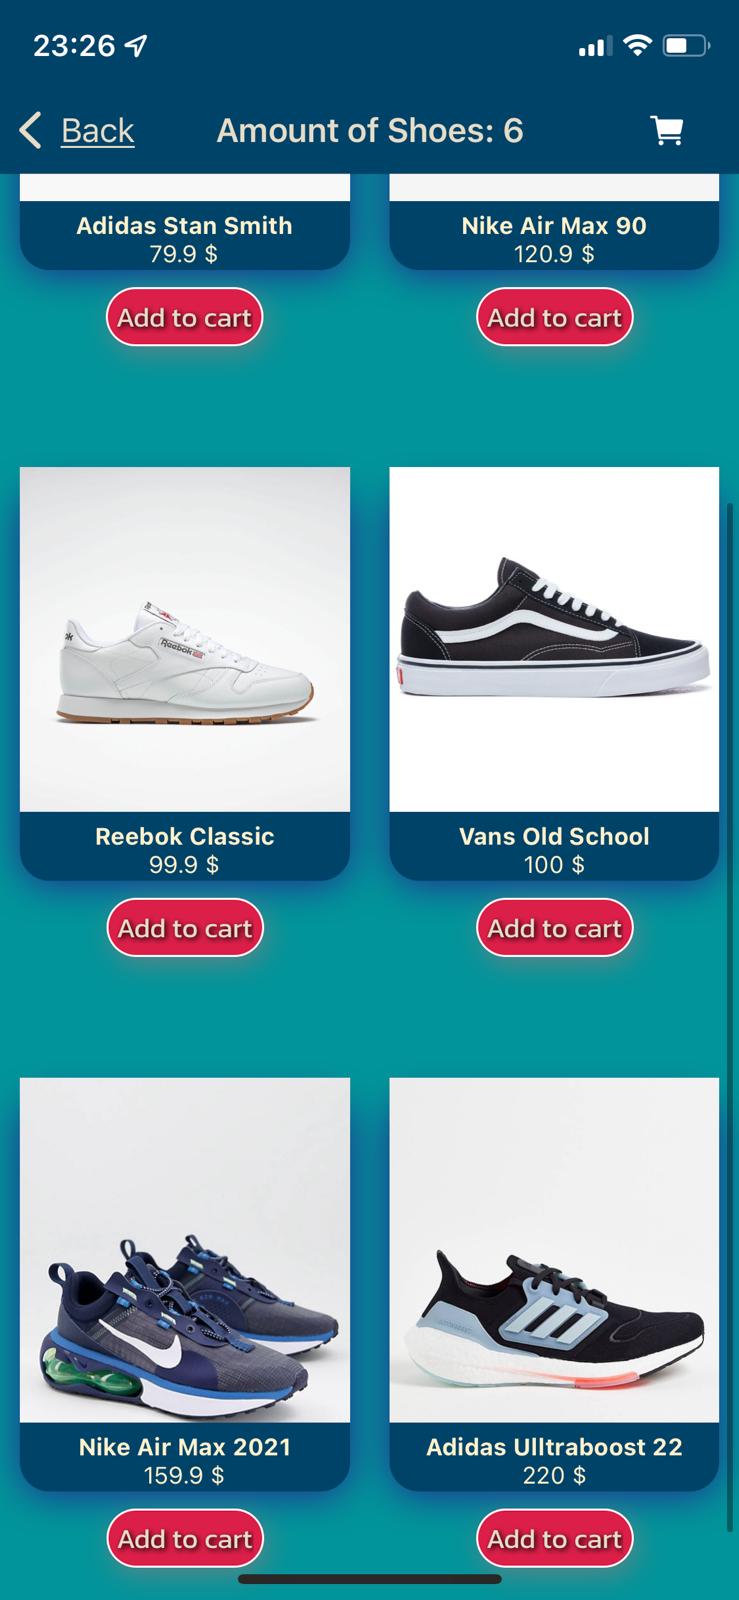 23:26
Back
Amount of Shoes: 6
Adidas Stan Smith
79.9 $
Nike Air Max 90
120.9 $
Add to cart
Add to cart
Reebok
Reebok Classic
99.9 $
Vans Old School
100 $
Add to cart
Add to cart
Nike Air Max 2021
159.9 $
Adidas Ulltraboost 22
220 $
Add to cart
Add to cart